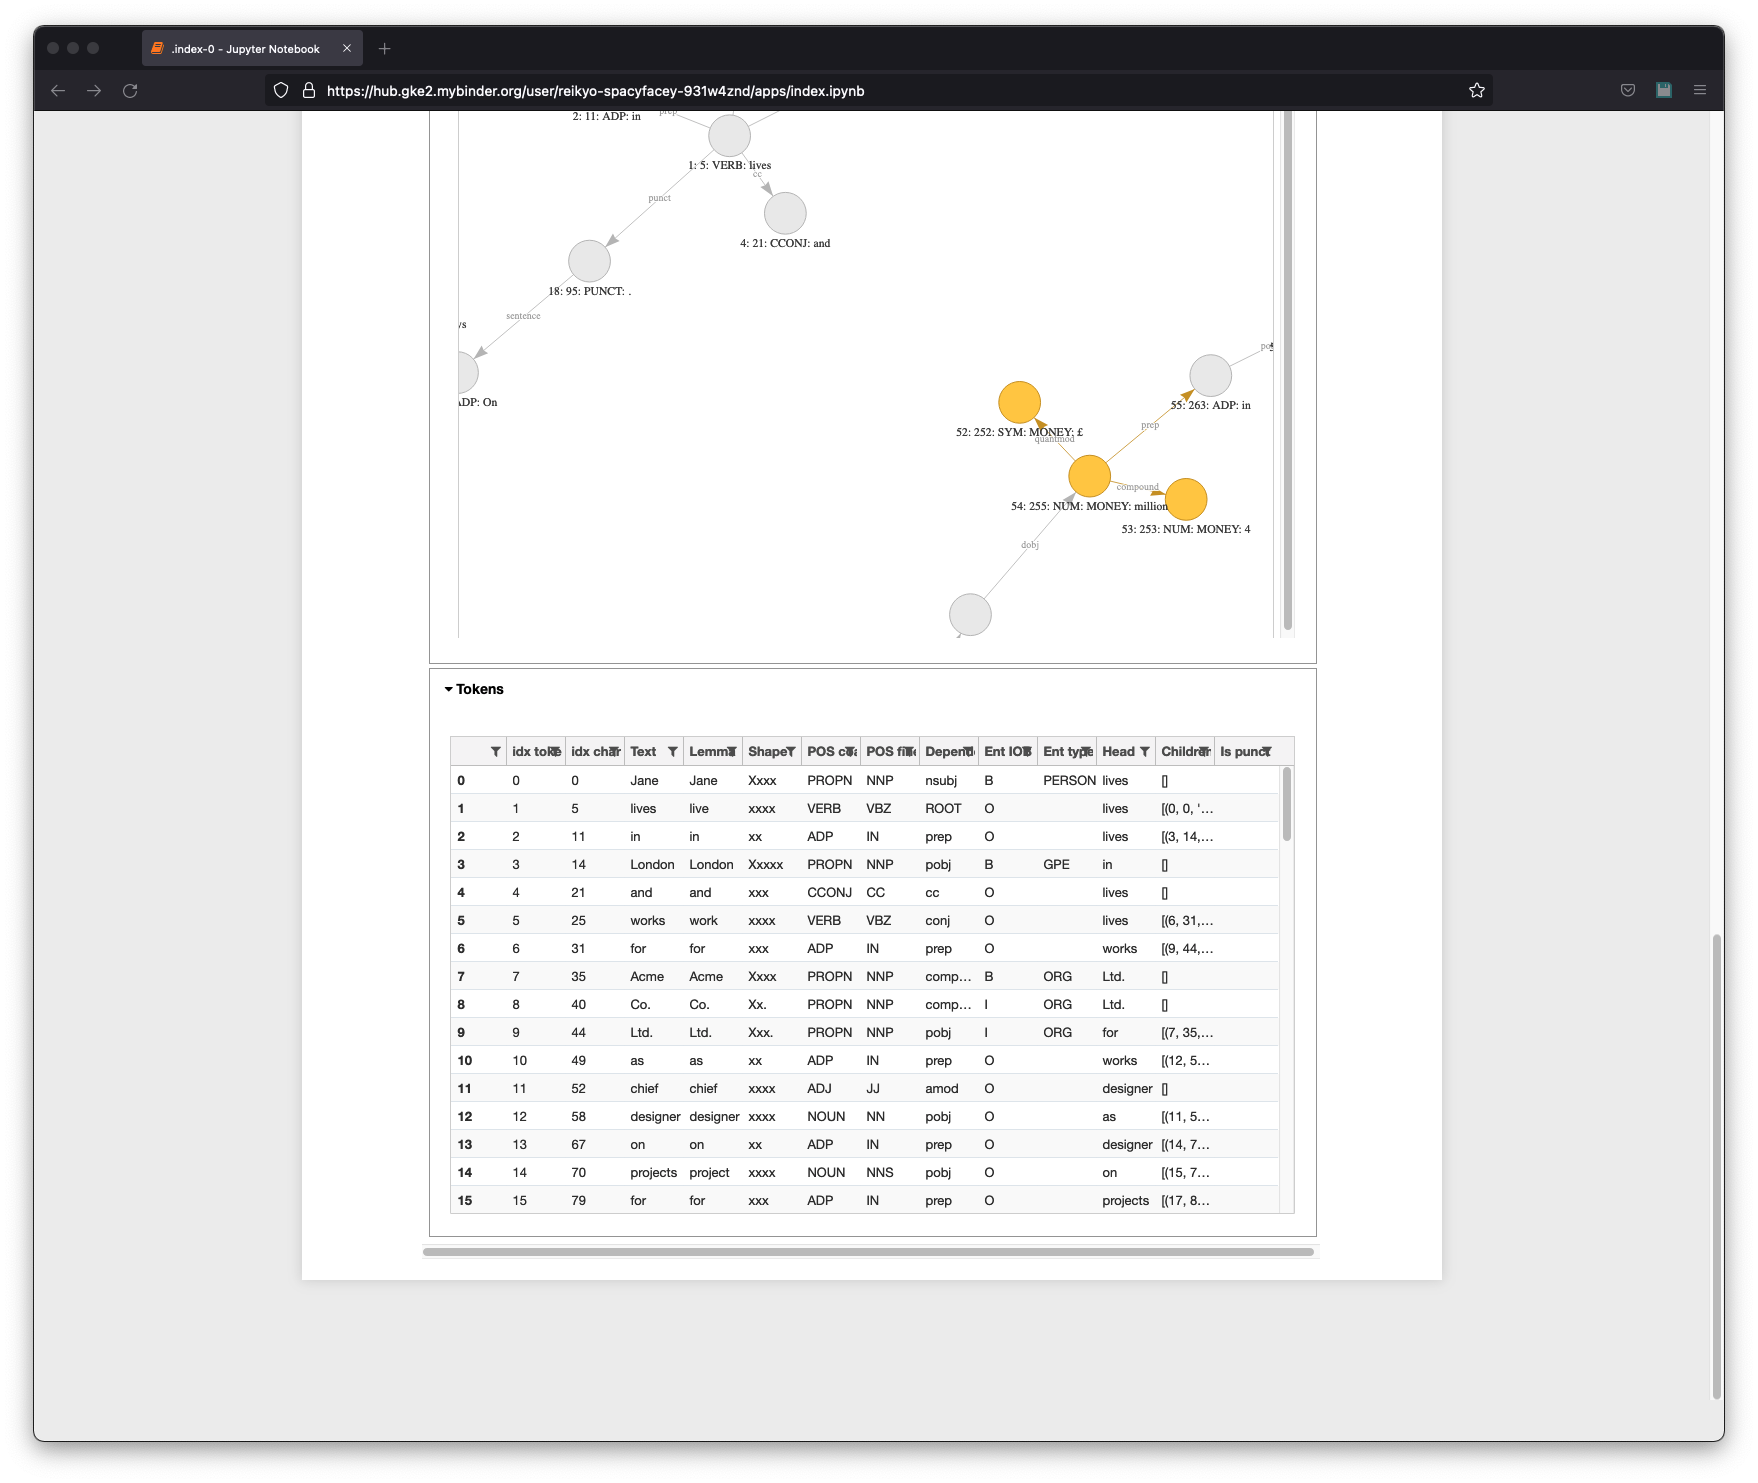 .index-0 - Jupyter Notebook
https://hub.gke2.mybinder.org/user/reikyo-spacyfacey-931w4znd/apps/index.ipynb
2: 11: ADP: in
prep
1: 5: VERB: lives
cc
punct
4: 21: CCONJ: and
18: 95: PUNCT: .
sentence
ADP: On
55: 263: ADP: in
prep
52: 252: SYM: MONEY: £
quantmod
compound
54: 255: NUM: MONEY: million
53: 253: NUM: MONEY: 4
dobj
Tokens
idx toke idx char Text Lemma Shape POS coa POS fine Depend Ent IOB Ent type Head Children Is punct
0 0 0 Jane Jane Xxxx PROPN NNP nsubj B PERSON lives []
1 1 5 lives live xxxx VERB VBZ ROOT O lives [(0, 0, '...
2 2 11 in in xx ADP IN prep O lives [(3, 14,...
3 3 14 London London Xxxxx PROPN NNP pobj B GPE in []
4 4 21 and and xxx CCONJ CC cc O lives []
5 5 25 works work xxxx VERB VBZ conj O lives [(6, 31,...
6 6 31 for for xxx ADP IN prep O works [(9, 44,...
7 7 35 Acme Acme Xxxx PROPN NNP comp... B ORG Ltd. []
8 8 40 Co. Co. Xx. PROPN NNP comp... I ORG Ltd. []
9 9 44 Ltd. Ltd. Xxx. PROPN NNP pobj I ORG for [(7, 35,...
10 10 49 as as xx ADP IN prep O works [(12, 5...
11 11 52 chief chief xxxx ADJ JJ amod O designer []
12 12 58 designer designer xxxx NOUN NN pobj O as [(11, 5...
13 13 67 on on xx ADP IN prep O designer [(14, 7...
14 14 70 projects project xxxx NOUN NNS pobj O on [(15, 7...
15 15 79 for for xxx ADP IN prep O projects [(17, 8...